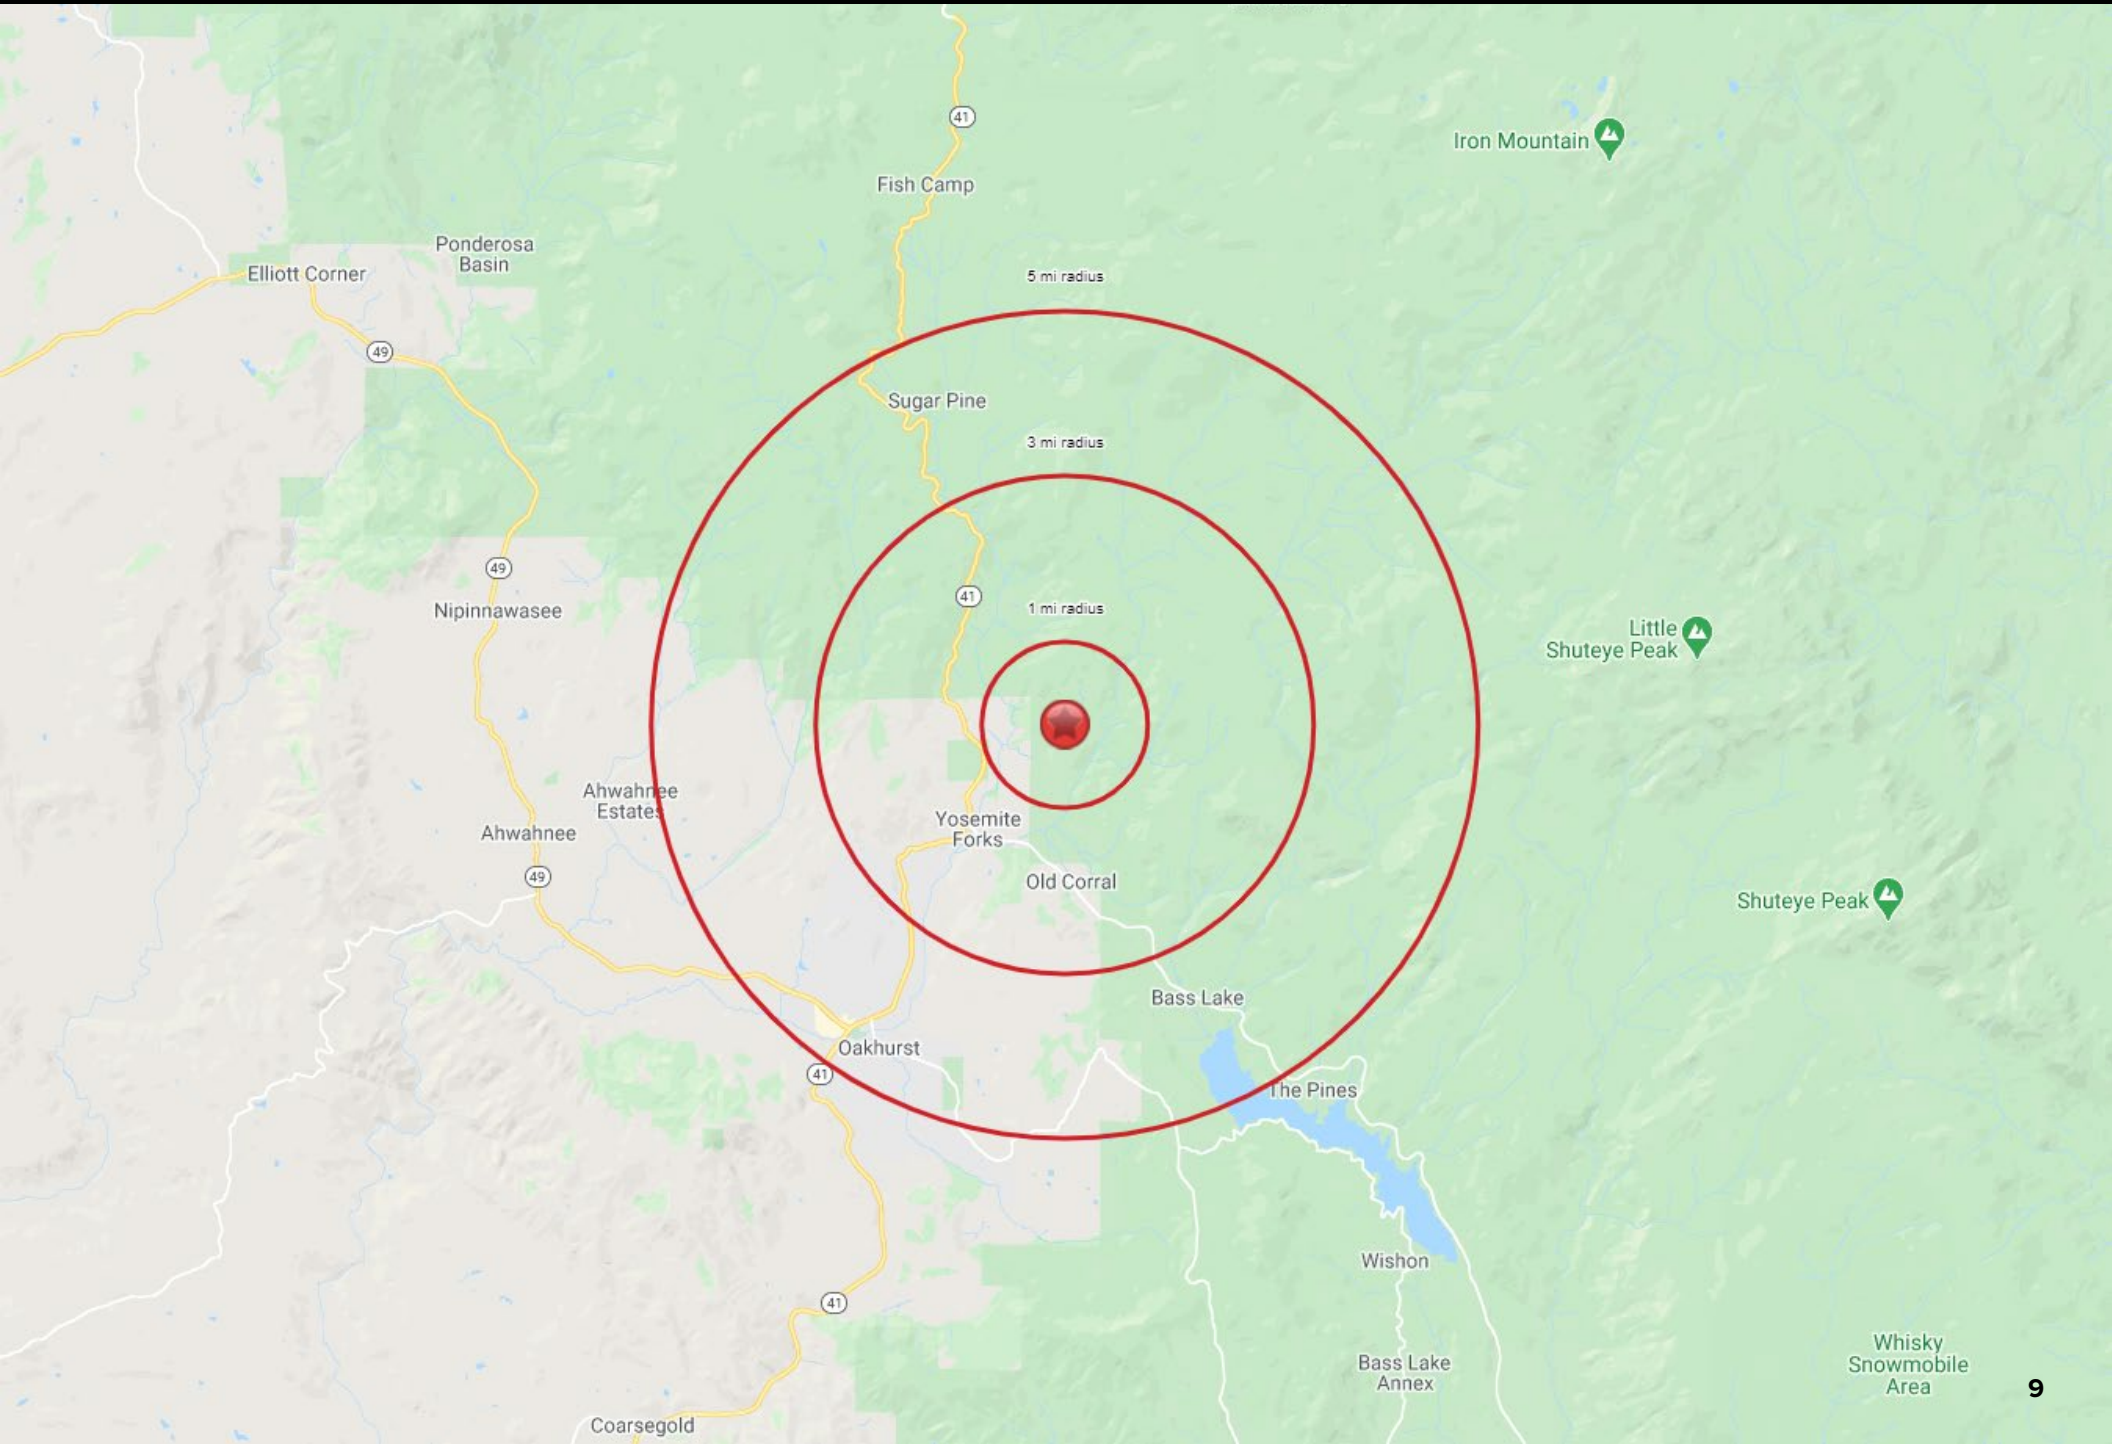 41
Iron Mountain
Fish Camp
Ponderosa
Basin
Elliott Corner
5 mi radius
49
Sugar Pine
3 mi radius
49
41
Nipinnawasee
1 mi radius
Little
Shuteye Peak
Ahwahnee
Estates
Ahwahnee
Yosemite
Forks
49
Old Corral
Shuteye Peak
Bass Lake
Oakhurst
41
The Pines
Wishon
41
Whisky
Snowmobile
Area
Bass Lake
Annex
9
Coarsegold